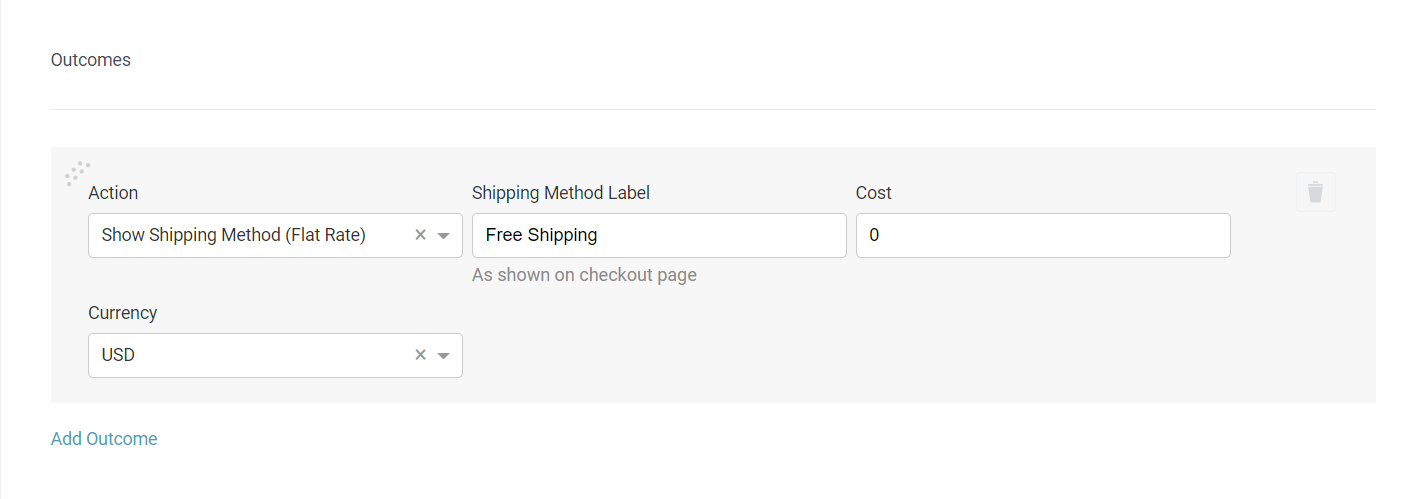 Outcomes
Action Shipping Method Label Cost
Show Shipping Method (Flat Rate) Free Shipping 0
As shown on checkout page
Currency
USD
Add Outcome